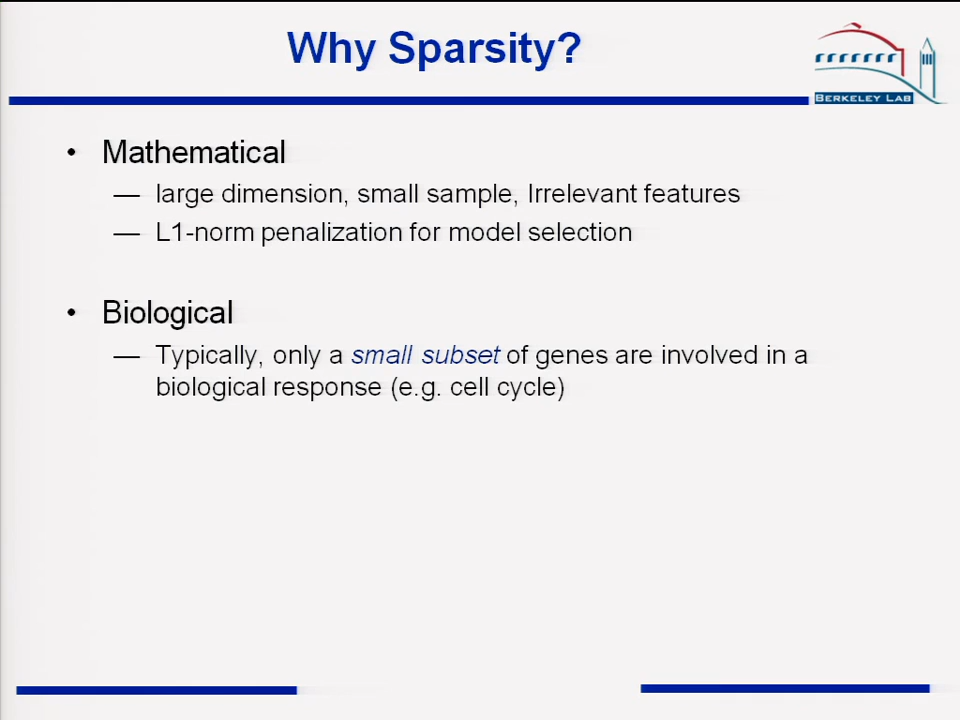 Why Sparsity?
BERKELEY LAB
• Mathematical
— large dimension, small sample, Irrelevant features
— L1-norm penalization for model selection
• Biological
— Typically, only a small subset of genes are involved in a
biological response (e.g. cell cycle)